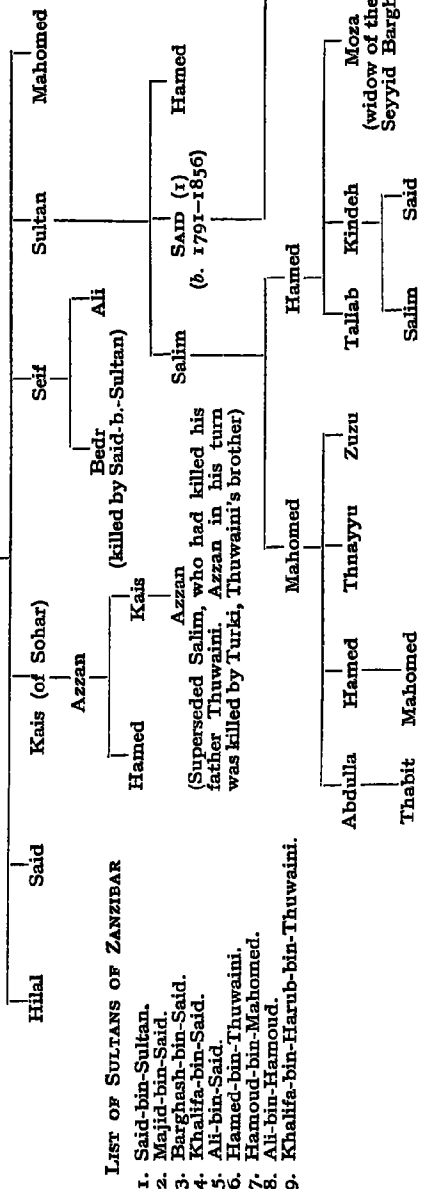 Hilal Said Kais (of Sohar) Seif Sultan Mahomed
Azzan Bedr Ali
(killed by Said-b.-Sultan)
Hamed Kais Salim SAID (1) Hamed
(b. 1791–1856)
Azzan
(Superseded Salim, who had killed his
father Thuwaini. Azzan in his turn
was killed by Turki, Thuwaini's brother)
Mahomed Hamed
Abdulla Hamed Thnayyu Zuzu Taliab Kindeh Moza
(widow of the
Seyyid Bargh
Thabit Mahomed Salim Said
LIST OF SULTANS OF ZANZIBAR
1. Said-bin-Sultan.
2. Majid-bin-Said.
3. Barghash-bin-Said.
4. Khalifa-bin-Said.
5. Ali-bin-Said.
6. Hamed-bin-Thuwaini.
7. Hamoud-bin-Mahomed.
8. Ali-bin-Hamoud.
9. Khalifa-bin-Harub-bin-Thuwaini.